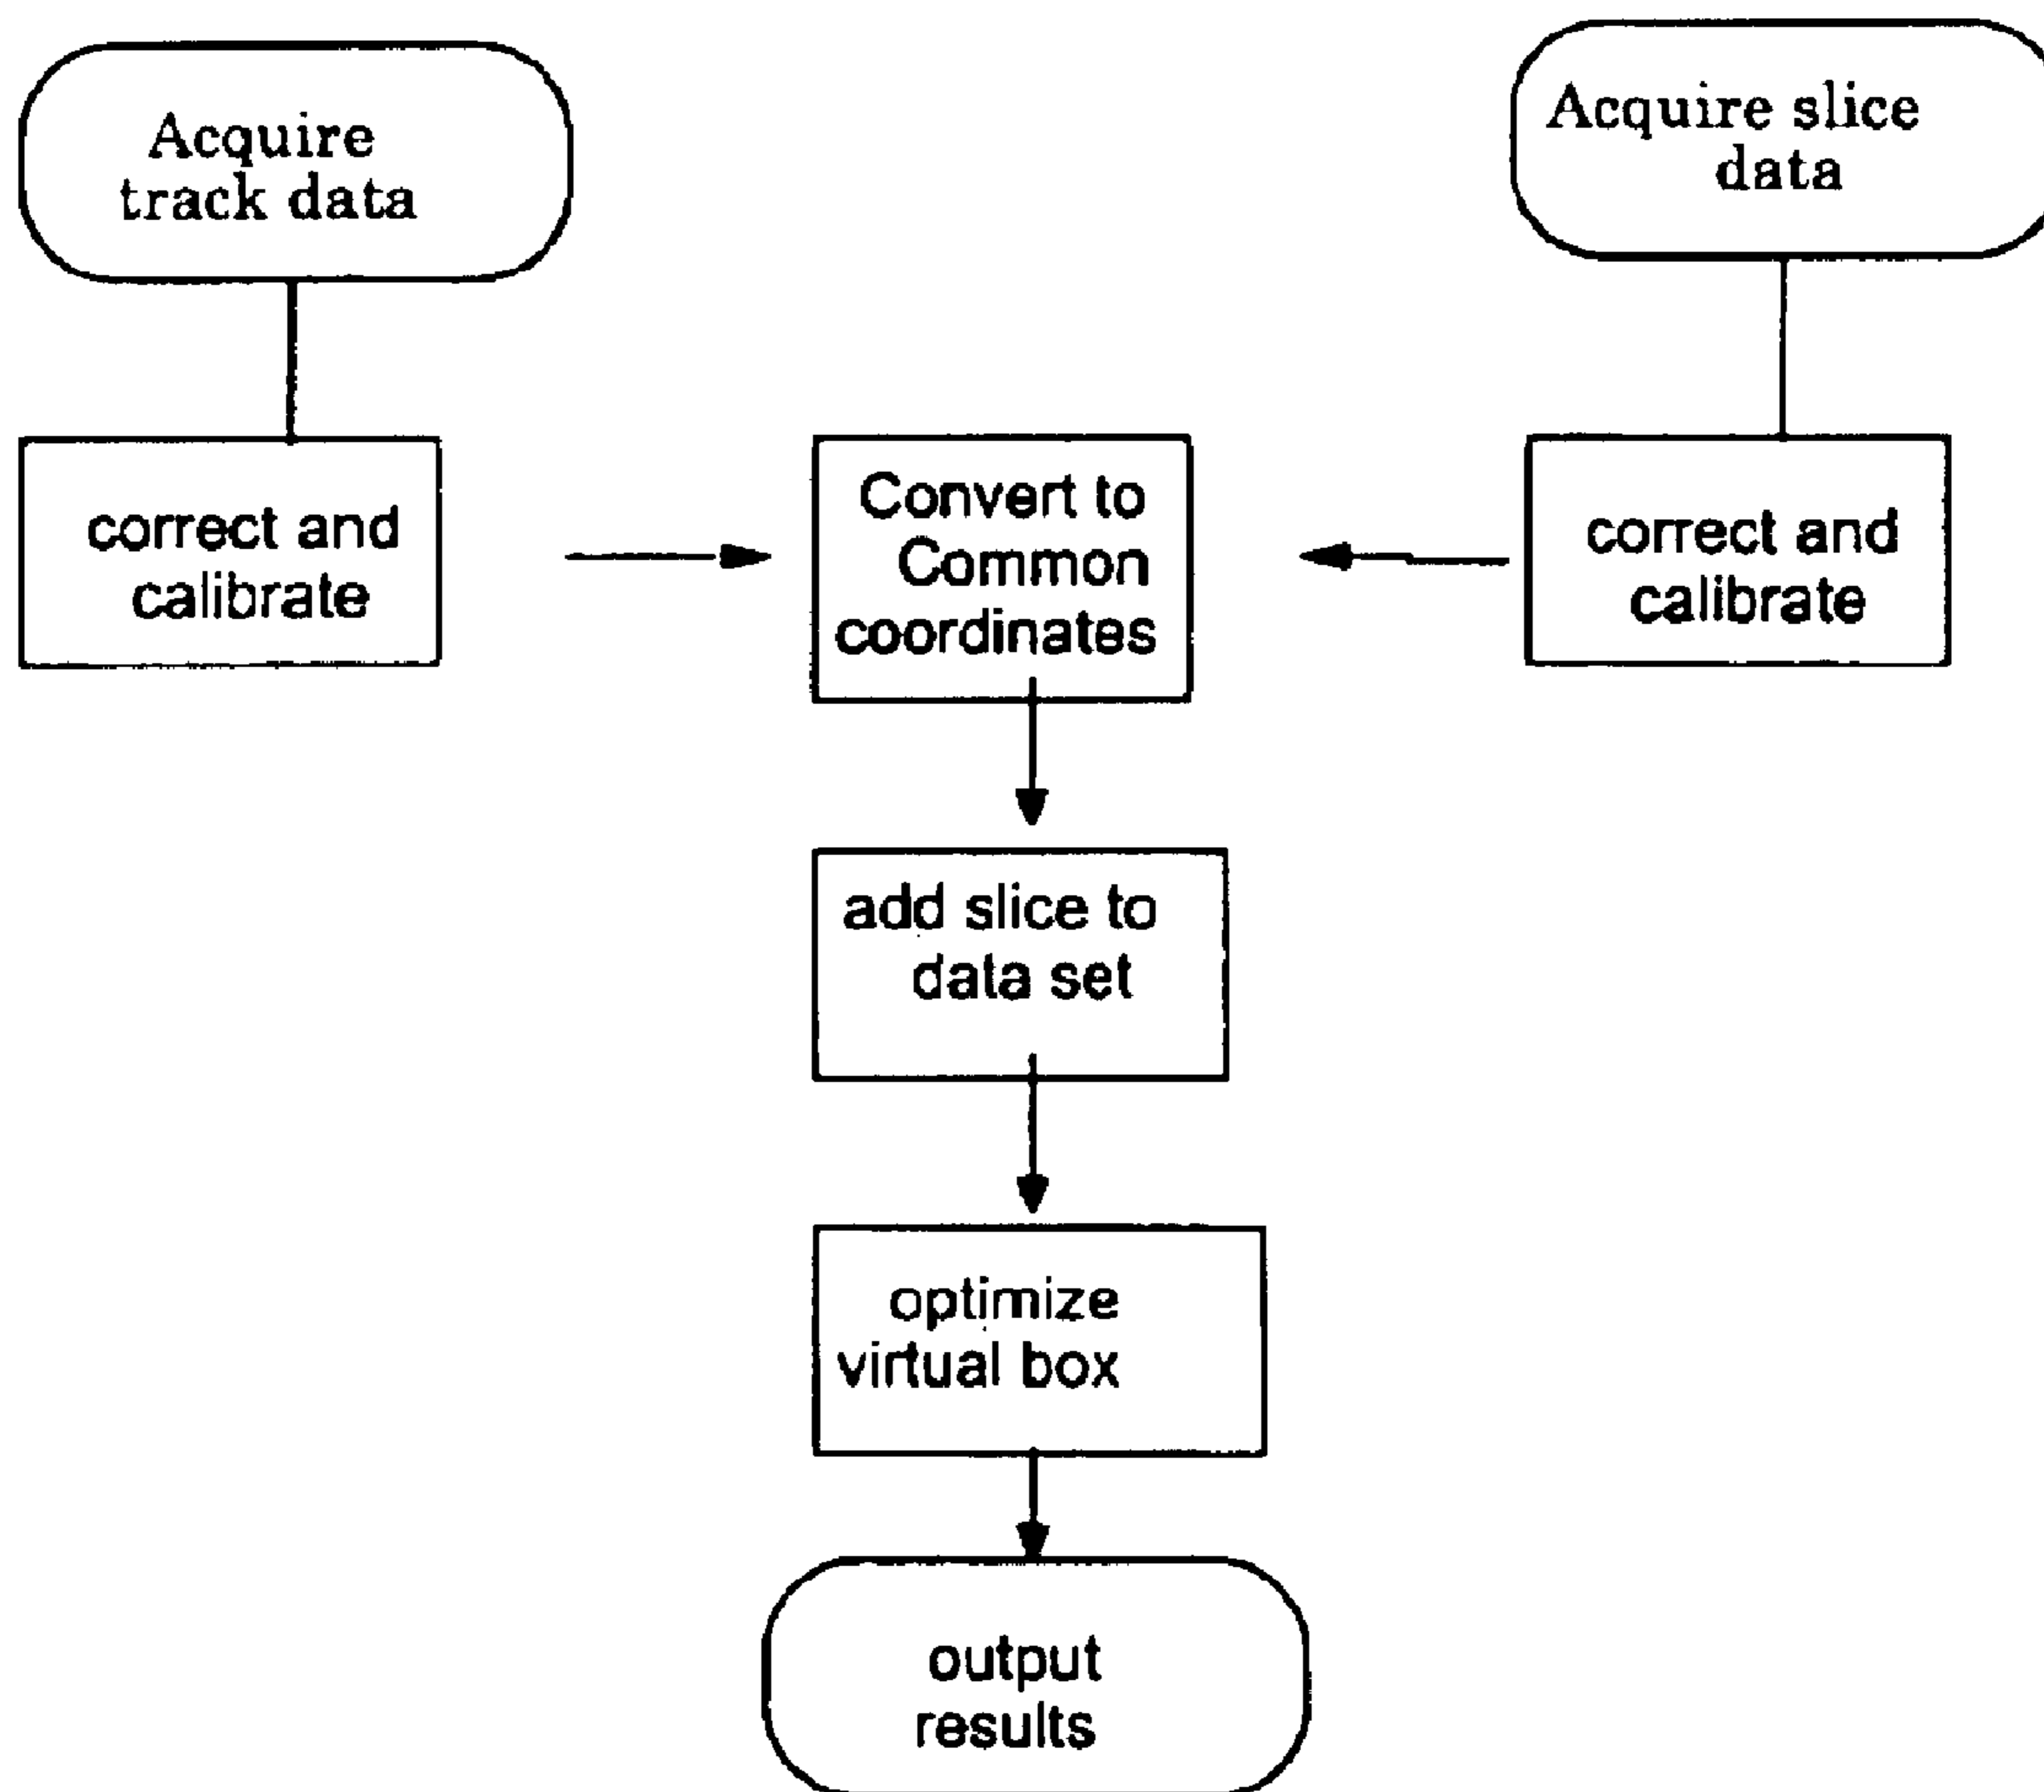 Acquire
track data
Acquire slice
data
correct and
calibrate
Convert to
Common
coordinates
correct and
calibrate
add slice to
data set
optimize
virtual box
output
results